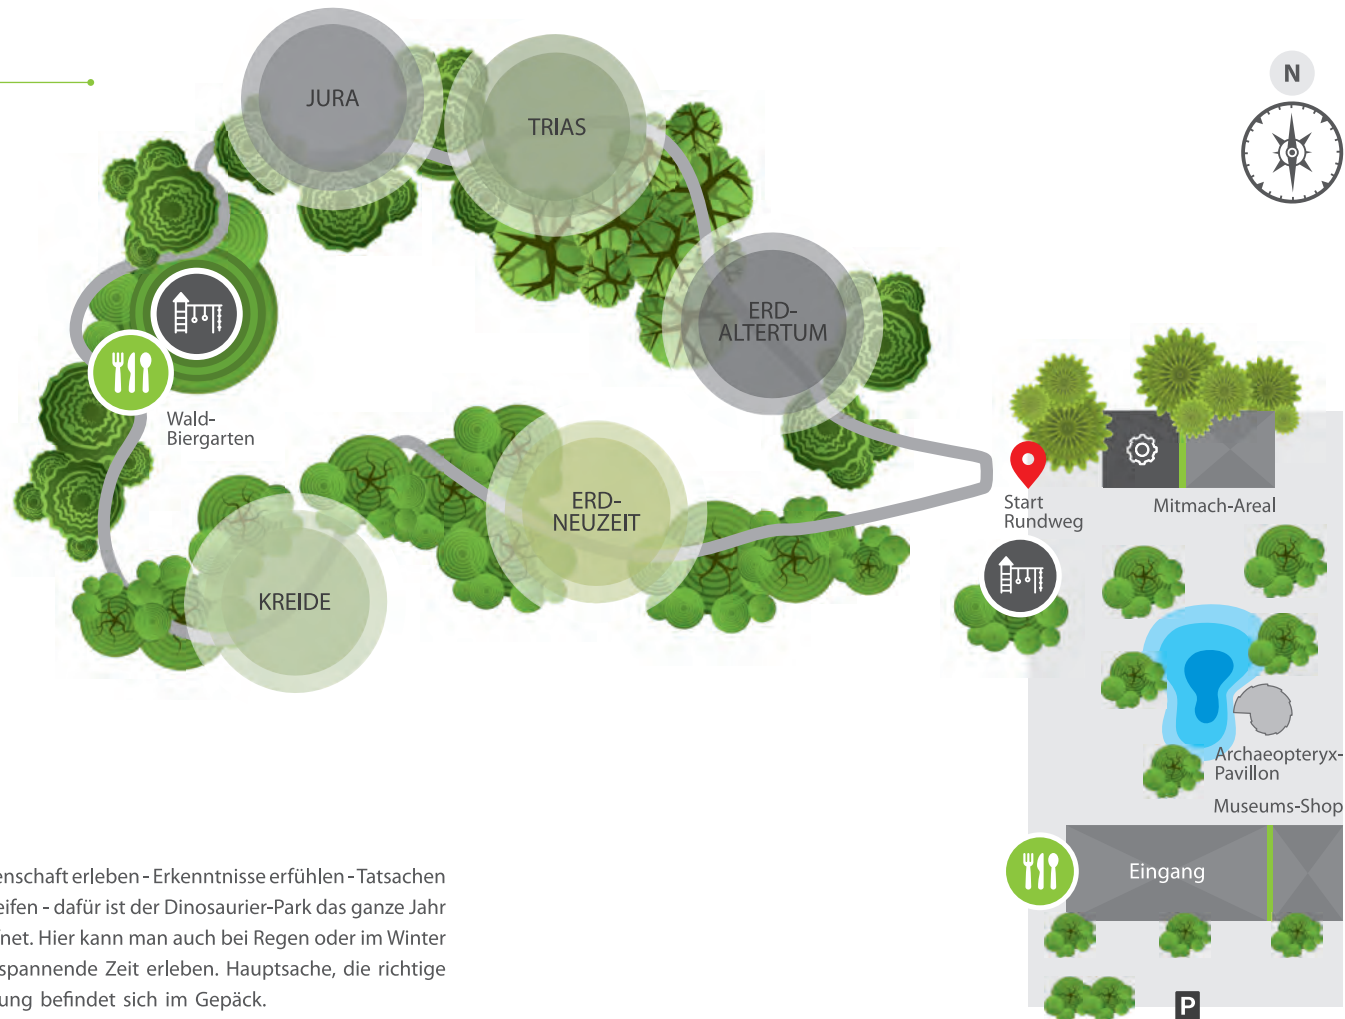 JURA
TRIAS
N
ERD-
ALTERTUM
Wald-
Biergarten
ERD-
NEUZEIT
KREIDE
Start
Rundweg
Mitmach-Areal
Archaeopteryx-
Pavillon
Museums-Shop
Eingang
P
enschaft erleben - Erkenntnisse erfühlen - Tatsachen
eifen - dafür ist der Dinosaurier-Park das ganze Jahr
fnet. Hier kann man auch bei Regen oder im Winter
spannende Zeit erleben. Hauptsache, die richtige
ung befindet sich im Gepäck.